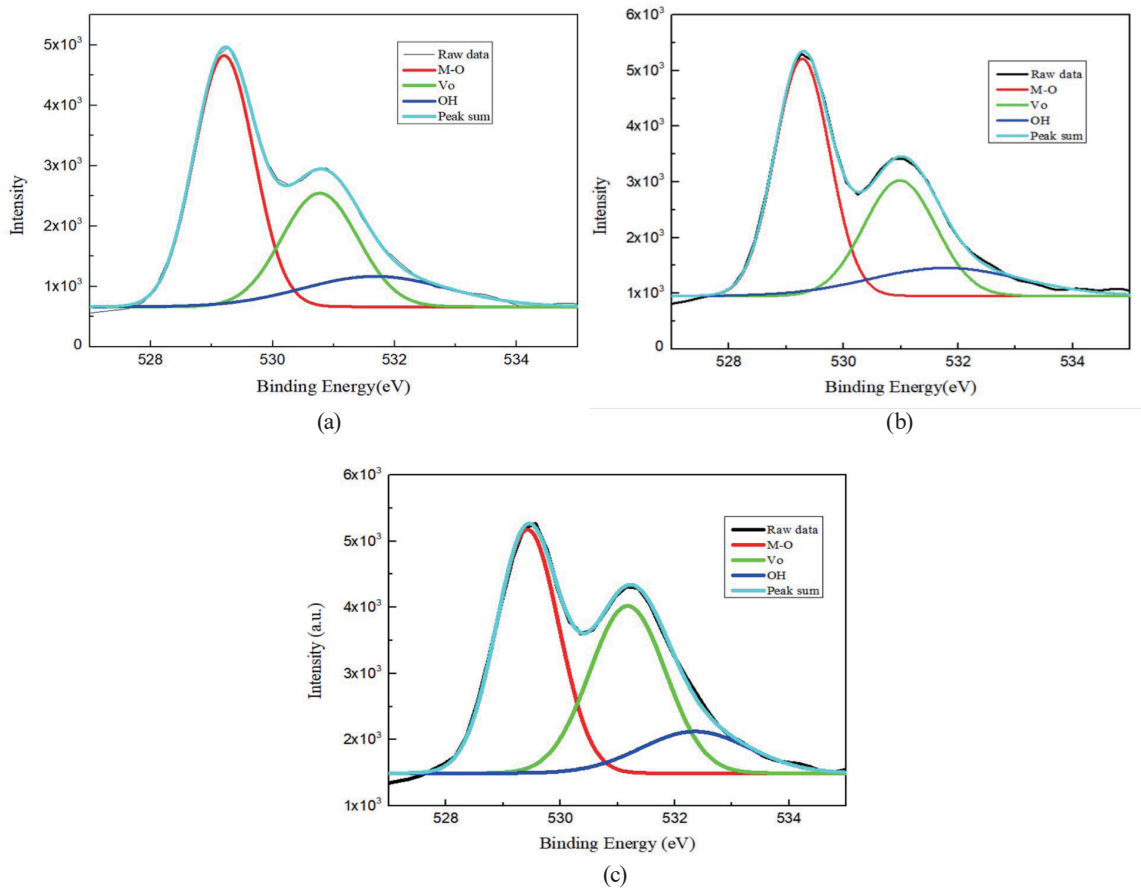 5x10³
4x10³
3x10³
2x10³
1x10³
0
528
530
532
534
Intensity
Binding Energy(eV)
Raw data
M-O
Vo
OH
Peak sum
(a)
6x10³
5x10³
4x10³
3x10³
2x10³
1x10³
0
528
530
532
534
Intensity
Binding Energy(eV)
Raw data
M-O
Vo
OH
Peak sum
(b)
6x10³
5x10³
4x10³
3x10³
2x10³
1x10³
528
530
532
534
Intensity (a.u.)
Binding Energy (eV)
Raw data
M-O
Vo
OH
Peak sum
(c)